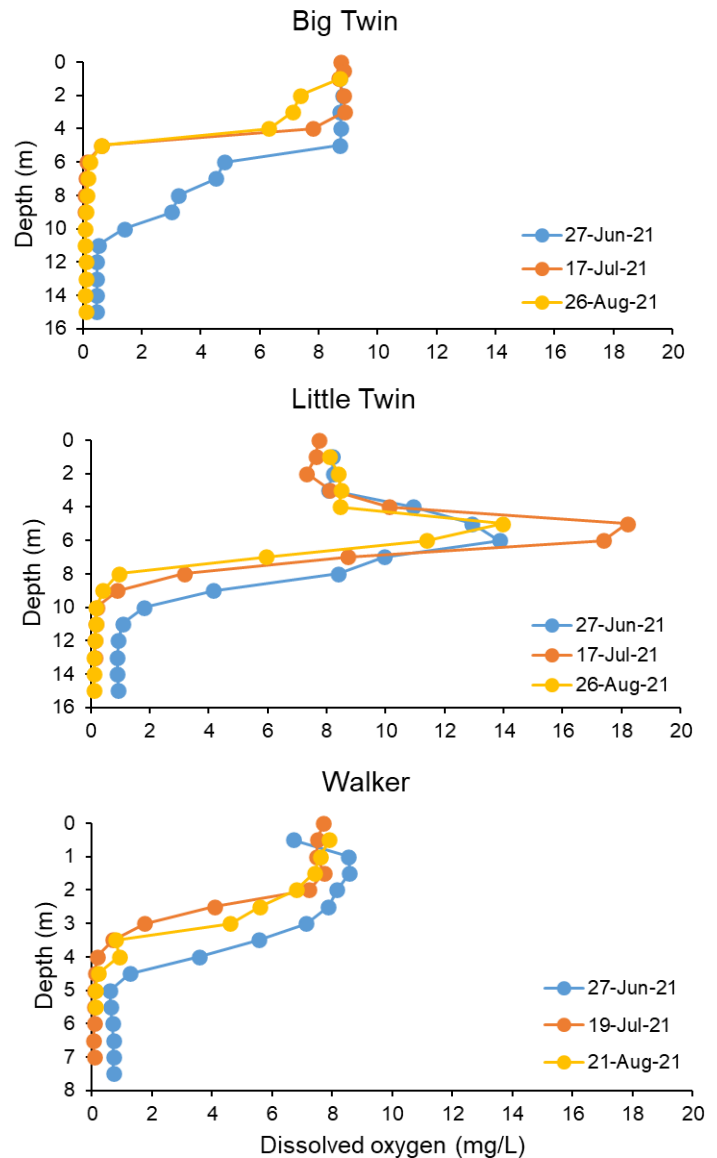 Big Twin
0
2
4
6
8
10
12
14
16
Depth (m)
27-Jun-21
17-Jul-21
26-Aug-21
0 2 4 6 8 10 12 14 16 18 20
Little Twin
0
2
4
6
8
10
12
14
16
Depth (m)
27-Jun-21
17-Jul-21
26-Aug-21
0 2 4 6 8 10 12 14 16 18 20
Walker
0
1
2
3
4
5
6
7
8
Depth (m)
27-Jun-21
19-Jul-21
21-Aug-21
0 2 4 6 8 10 12 14 16 18 20
Dissolved oxygen (mg/L)